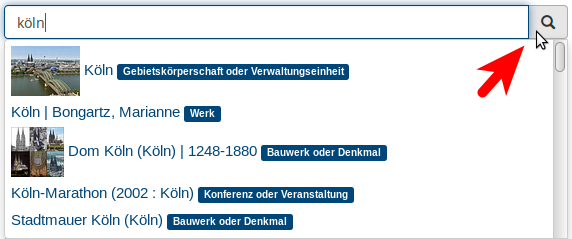 köln
Köln Gebietskörperschaft oder Verwaltungseinheit
Köln | Bongartz, Marianne Werk
Dom Köln (Köln) | 1248-1880 Bauwerk oder Denkmal
Köln-Marathon (2002 : Köln) Konferenz oder Veranstaltung
Stadtmauer Köln (Köln) Bauwerk oder Denkmal